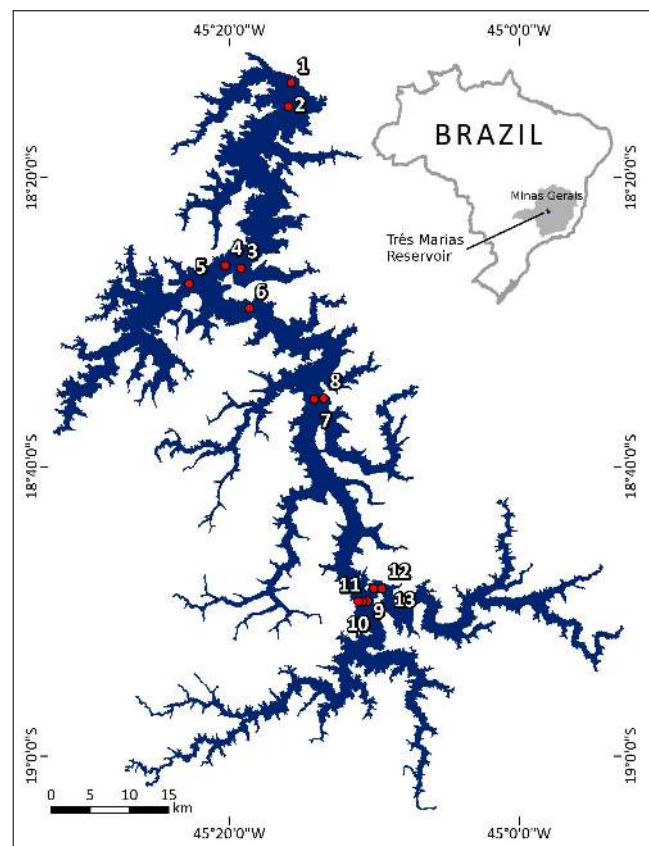 45°20'0"W
45°0'0"W
1
2
BRAZIL
Minas Gerais
Três Marias
Reservoir
18°20'0"S
18°20'0"S
4
3
5
6
8
7
18°40'0"S
18°40'0"S
11
12
13
9
10
19°0'0"S
19°0'0"S
0
5
10
15
km
45°20'0"W
45°0'0"W